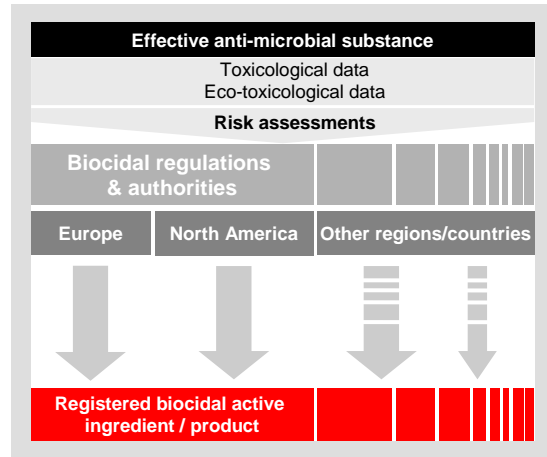 Effective anti-microbial substance
Toxicological data
Eco-toxicological data
Risk assessments
Biocidal regulations
& authorities
Europe
North America
Other regions/countries
Registered biocidal active
ingredient / product